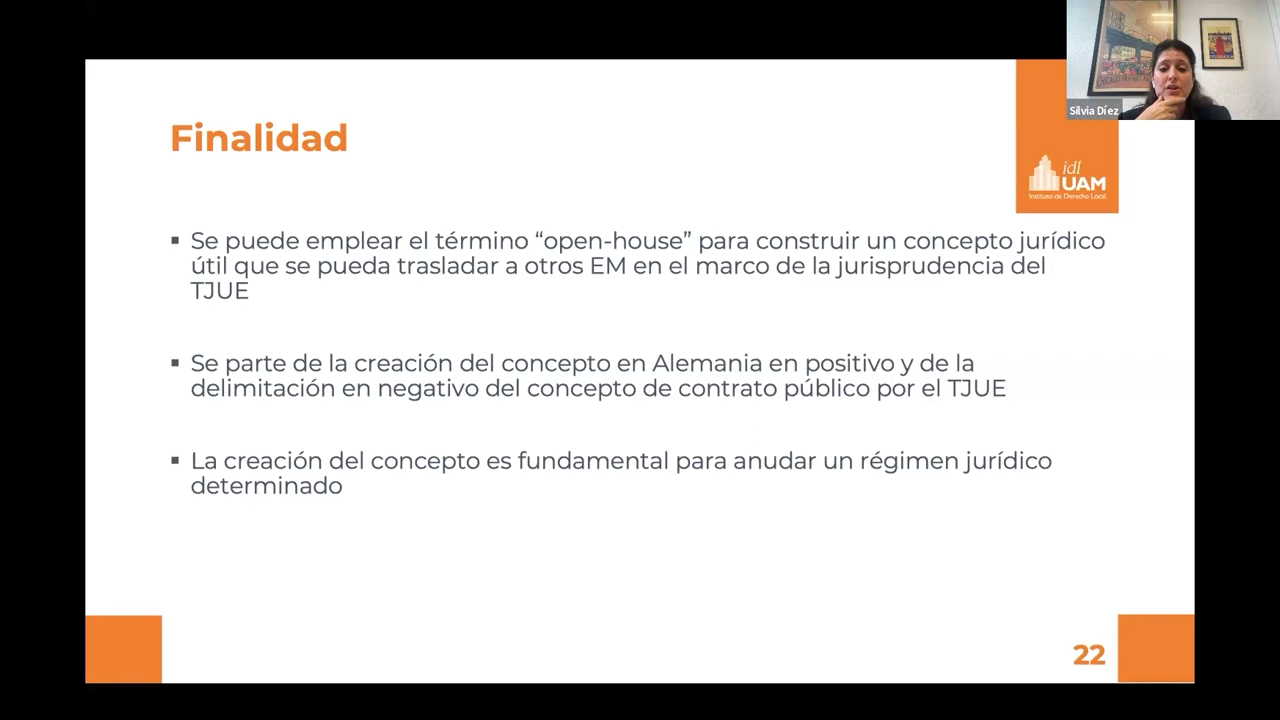 Silvia Díez
Finalidad
idl
UAM
Instituto de Derecho Local
▪ Se puede emplear el término “open-house” para construir un concepto jurídico
útil que se pueda trasladar a otros EM en el marco de la jurisprudencia del
TJUE
▪ Se parte de la creación del concepto en Alemania en positivo y de la
delimitación en negativo del concepto de contrato público por el TJUE
▪ La creación del concepto es fundamental para anudar un régimen jurídico
determinado
22